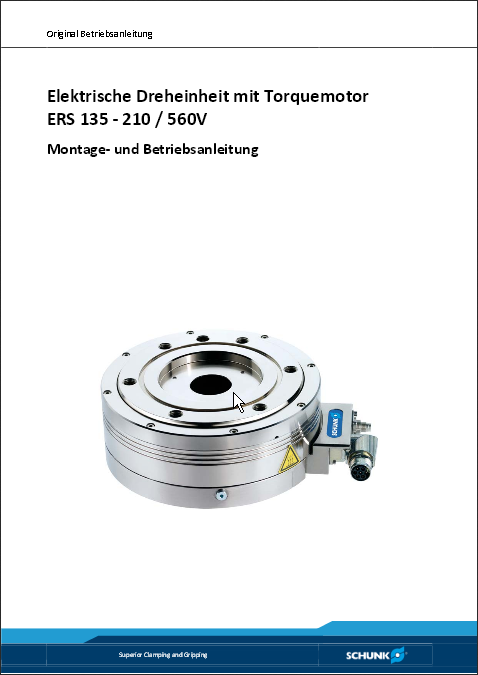 Original Betriebsanleitung
Elektrische Dreheinheit mit Torquemotor
ERS 135 - 210 / 560V
Montage- und Betriebsanleitung
SCHUNK
Superior Clamping and Gripping
SCHUNK